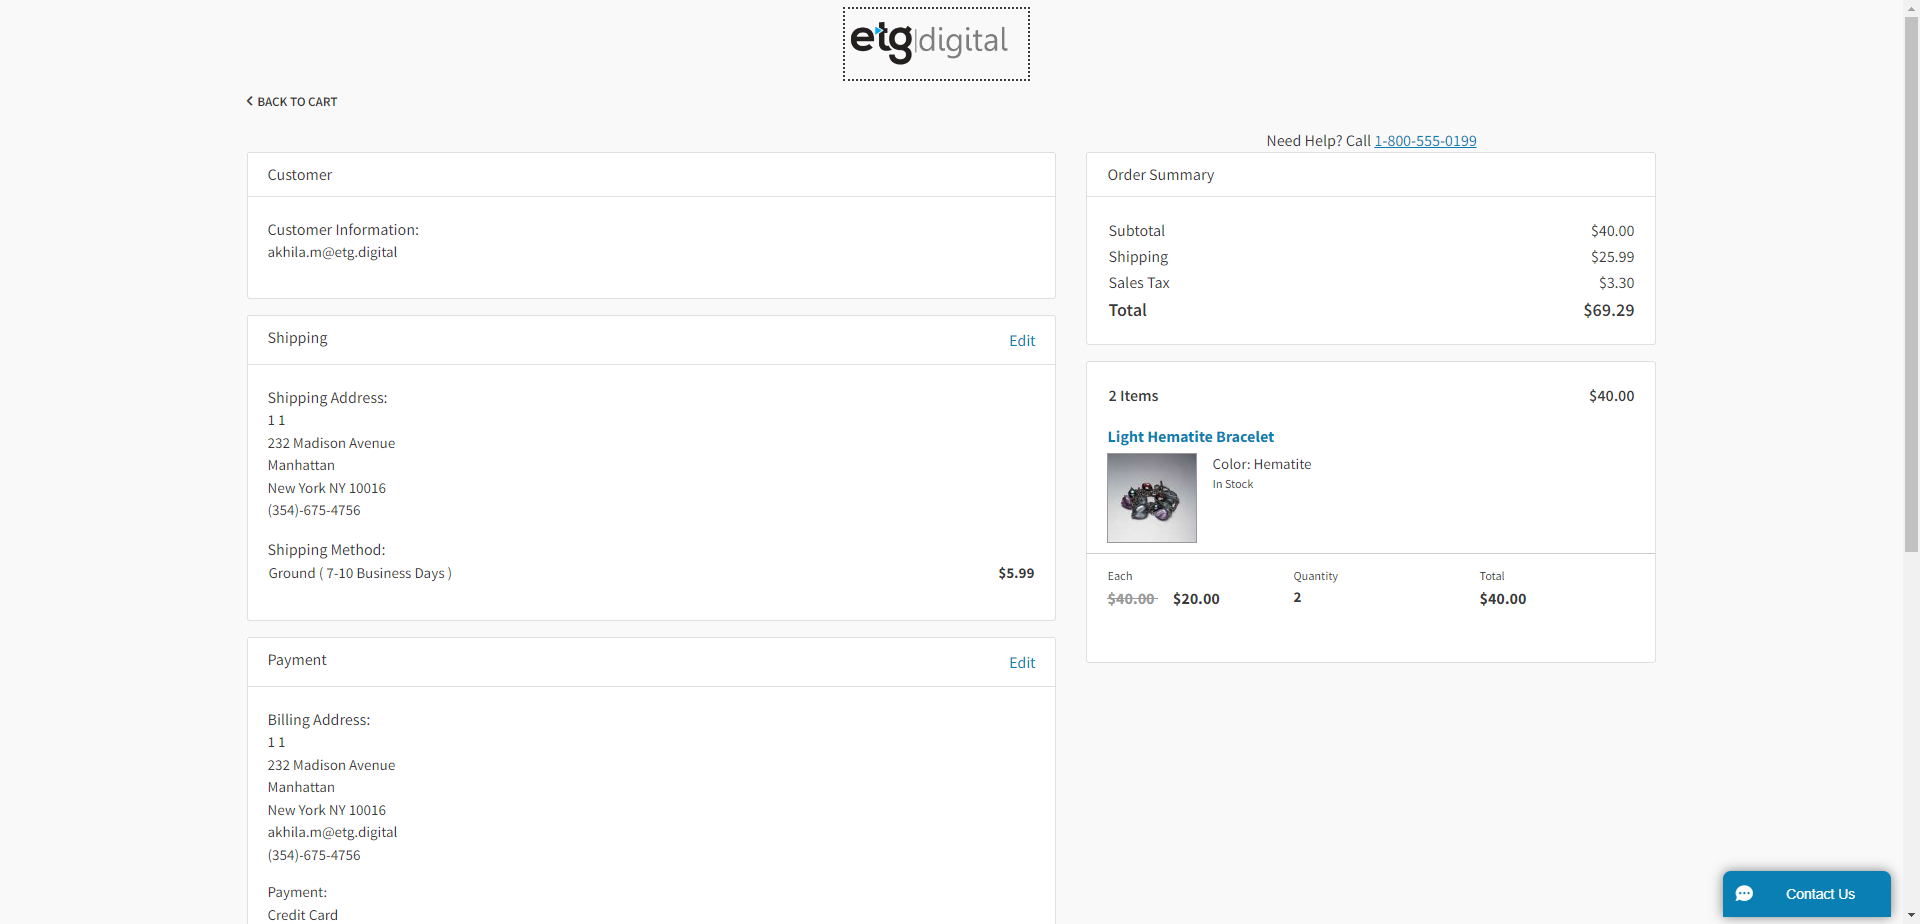 etg|digital
BACK TO CART
Need Help? Call 1-800-555-0199
Customer
Customer Information:
akhila.m@etg.digital
Shipping
Edit
Shipping Address:
1 1
232 Madison Avenue
Manhattan
New York NY 10016
(354)-675-4756
Shipping Method:
Ground ( 7-10 Business Days ) $5.99
Payment
Edit
Billing Address:
1 1
232 Madison Avenue
Manhattan
New York NY 10016
akhila.m@etg.digital
(354)-675-4756
Payment:
Credit Card
Order Summary
Subtotal $40.00
Shipping $25.99
Sales Tax $3.30
Total $69.29
2 Items $40.00
Light Hematite Bracelet
Color: Hematite
In Stock
Each Quantity Total
$40.00 $20.00 2 $40.00
Contact Us